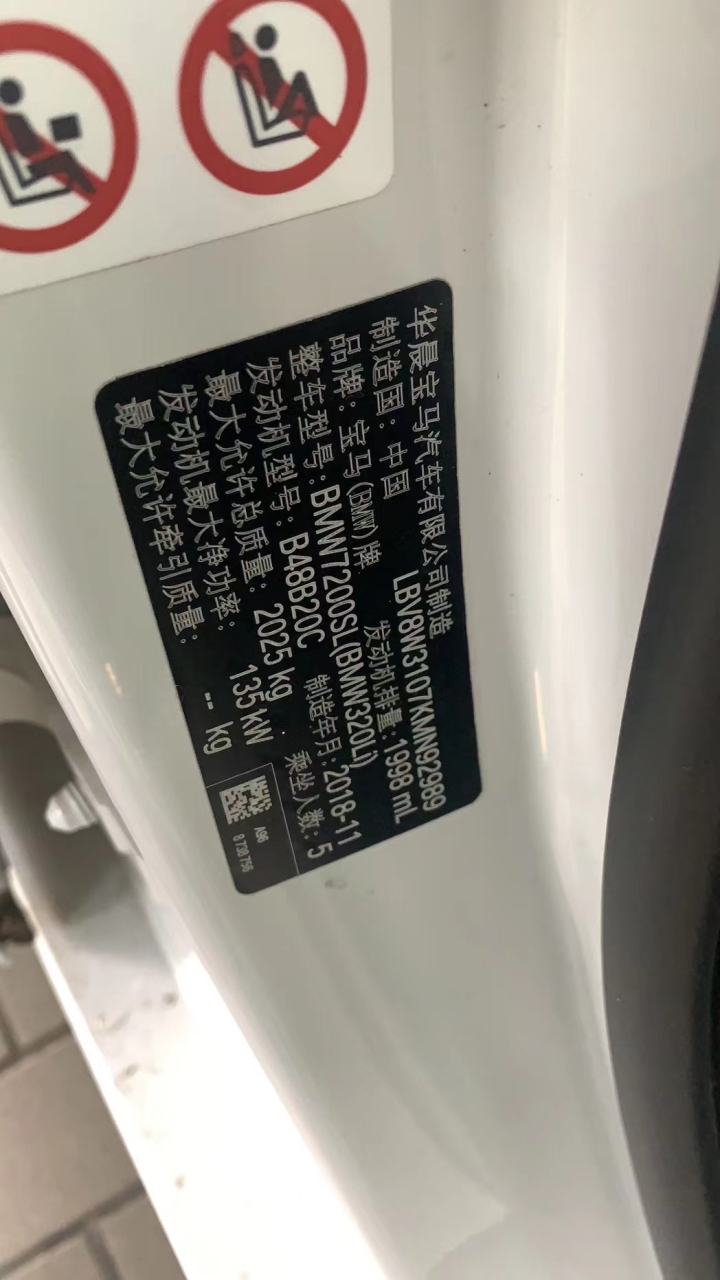 华晨宝马汽车有限公司制造
制造国：中国 LBV8W3107KMN92989
品牌：宝马(BMW)牌 发动机排量：1998 mL
整车型号：BMW7200SL(BMW320Li)
发动机型号：B48B20C 制造年月：2018-11
最大允许总质量：2025 kg 乘坐人数：5
发动机最大净功率：135 kW
最大允许牵引质量：-- kg
A96
8 738 756